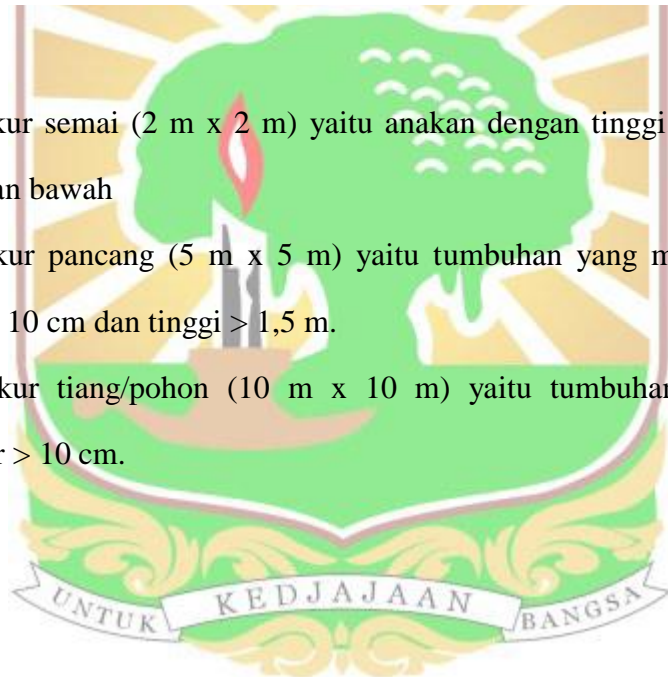 kur semai (2 m x 2 m) yaitu anakan dengan tinggi
an bawah
kur pancang (5 m x 5 m) yaitu tumbuhan yang m
10 cm dan tinggi > 1,5 m.
kur tiang/pohon (10 m x 10 m) yaitu tumbuhan
r > 10 cm.
UNTUK KEDJAJAAN BANGSA